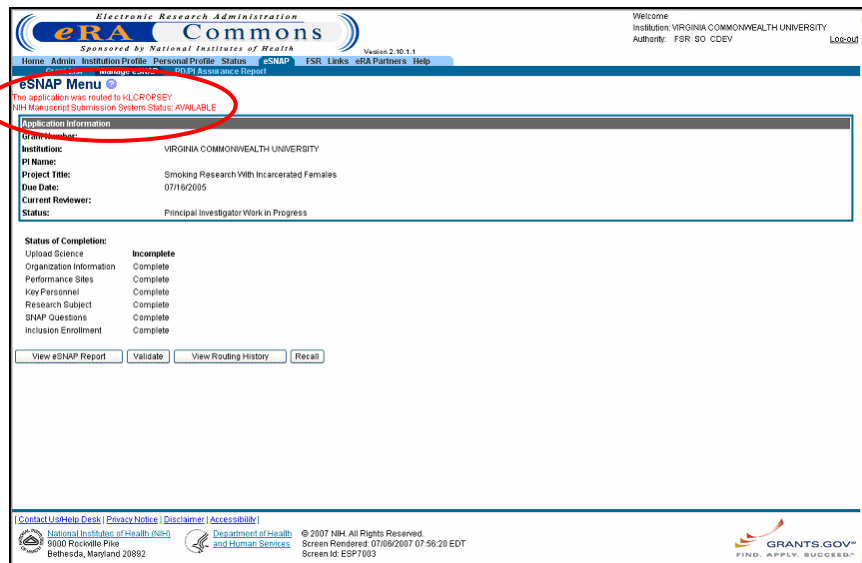 Electronic Research Administration
eRA Commons
Sponsored by National Institutes of Health
Version 2.10.1.1
Welcome
Institution: VIRGINIA COMMONWEALTH UNIVERSITY
Authority: FSR SO CDEV Log-out
Home Admin Institution Profile Personal Profile Status eSNAP FSR Links eRA Partners Help
Grant List Manage eSNAP PD/PI Assurance Report
eSNAP Menu ?
The application was routed to KLCROPSEY
NIH Manuscript Submission System Status: AVAILABLE
Application Information
Grant Number:
Institution: VIRGINIA COMMONWEALTH UNIVERSITY
PI Name:
Project Title: Smoking Research With Incarcerated Females
Due Date: 07/16/2005
Current Reviewer:
Status: Principal Investigator Work in Progress
Status of Completion:
Upload Science Incomplete
Organization Information Complete
Performance Sites Complete
Key Personnel Complete
Research Subject Complete
SNAP Questions Complete
Inclusion Enrollment Complete
View eSNAP Report Validate View Routing History Recall
[ Contact Us/Help Desk | Privacy Notice | Disclaimer | Accessibility ]
National Institutes of Health (NIH)
9000 Rockville Pike
Bethesda, Maryland 20892
Department of Health
and Human Services
© 2007 NIH. All Rights Reserved.
Screen Rendered: 07/06/2007 07:56:20 EDT
Screen Id: ESP7003
GRANTS.GOV℠
FIND. APPLY. SUCCEED.℠